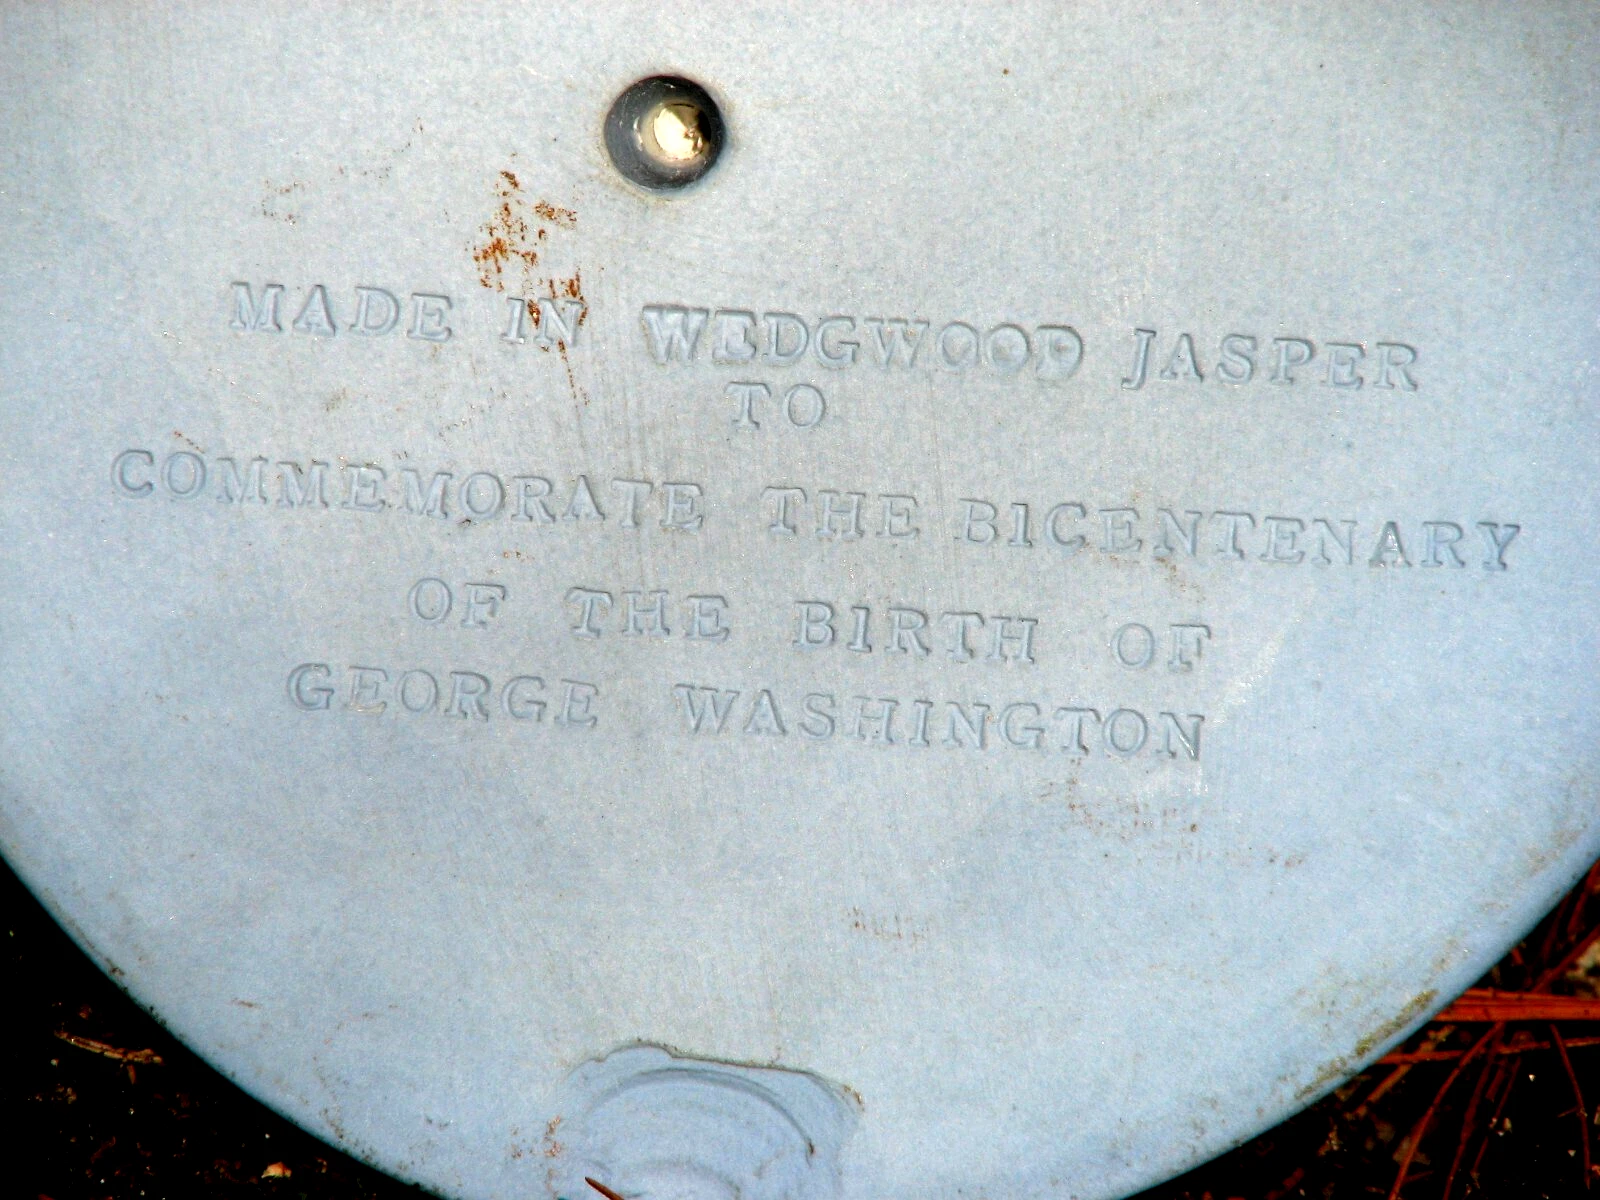 MADE IN WEDGWOOD JASPER
TO
COMMEMORATE THE BICENTENARY
OF THE BIRTH OF
GEORGE WASHINGTON